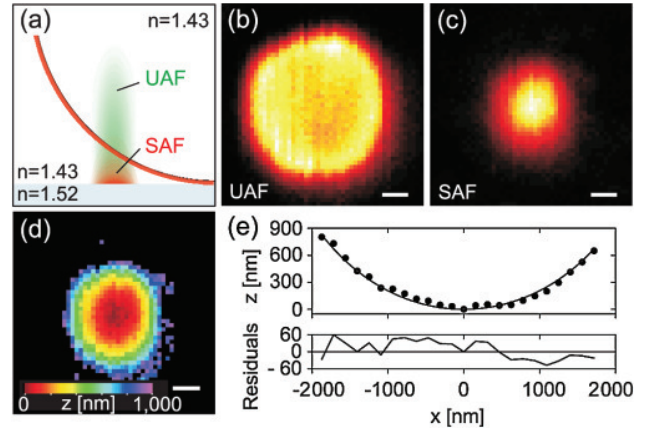 (a)
n=1.43
UAF
SAF
n=1.43
n=1.52
(b)
UAF
(c)
SAF
(d)
0 z [nm] 1,000
(e)
900
600
300
0
z [nm]
60
0
- 60
Residuals
-2000 -1000 0 1000 2000
x [nm]